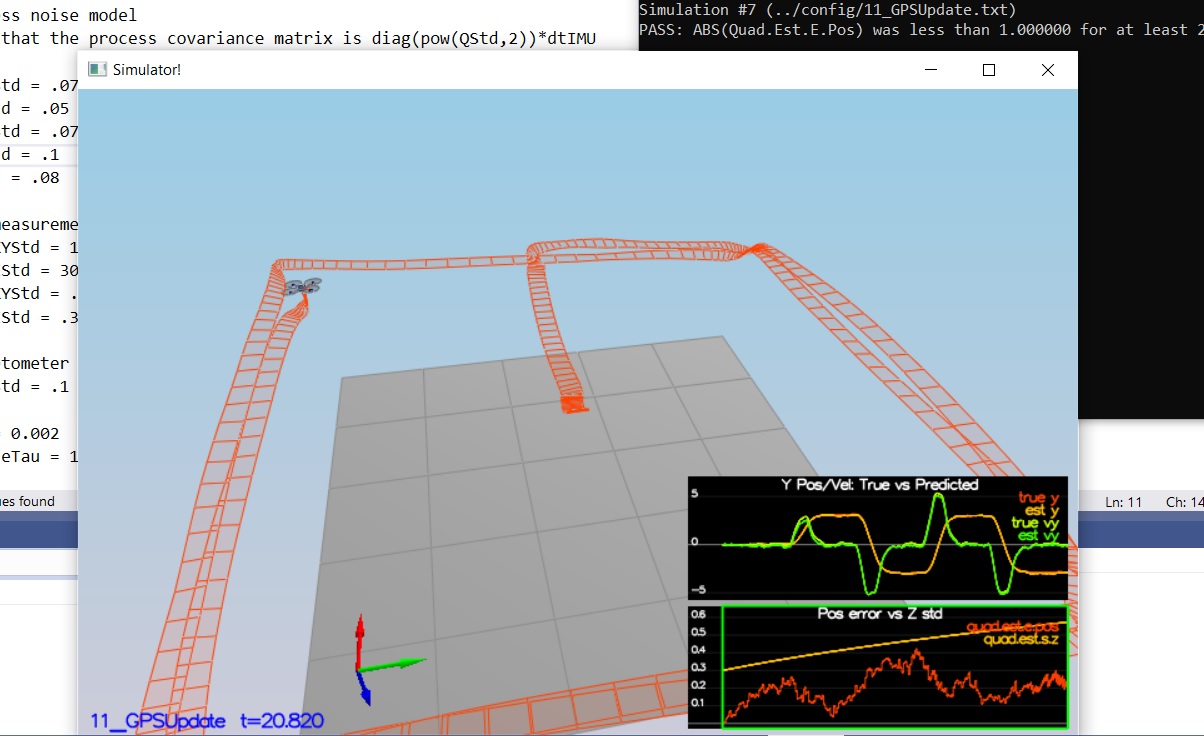 ss noise model
that the process covariance matrix is diag(pow(QStd,2))*dtIMU
td = .07
d = .05
td = .07
d = .1
= .08
easureme
YStd = 1
Std = 30
YStd = .
Std = .3
tometer
td = .1
= 0.002
eTau = 1
ues found
Simulation #7 (../config/11_GPSUpdate.txt)
PASS: ABS(Quad.Est.E.Pos) was less than 1.000000 for at least 2
Simulator!
Y Pos/Vel: True vs Predicted
5
0
-5
true y
est y
true vy
est vy
Pos error vs Z std
0.6
0.5
0.4
0.3
0.2
0.1
quad.est.e.pos
quad.est.s.z
11_GPSUpdate t=20.820
Ln: 11 Ch: 14